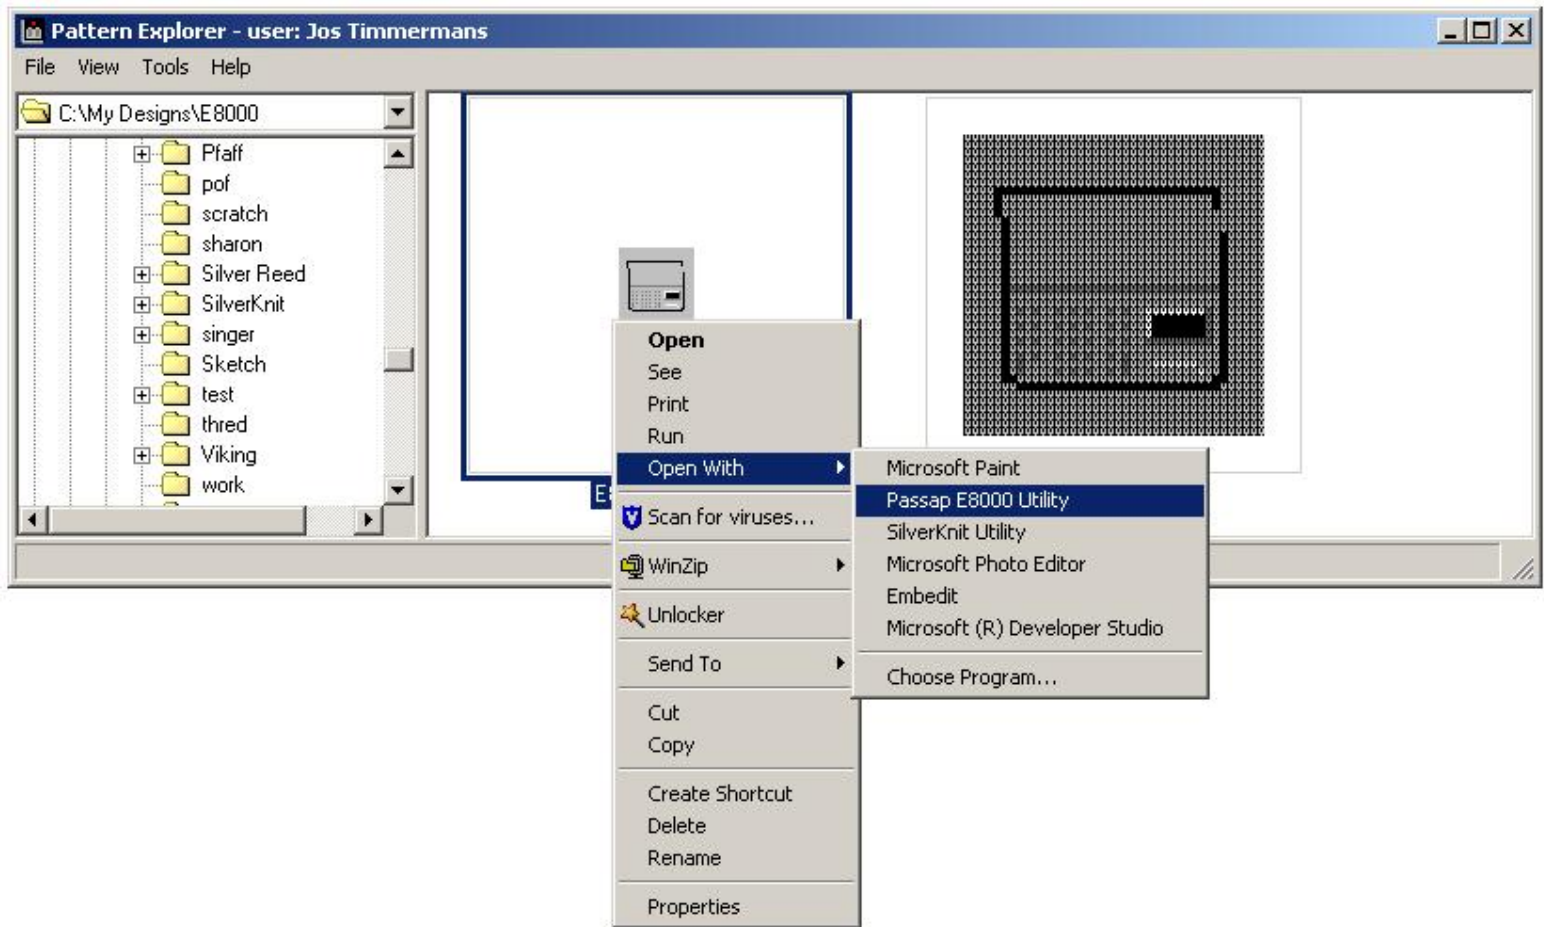 Pattern Explorer - user: Jos Timmermans
File View Tools Help
C:\My Designs\E8000
Pfaff
pof
scratch
sharon
Silver Reed
SilverKnit
singer
Sketch
test
thred
Viking
work
Open
See
Print
Run
Open With
Scan for viruses...
WinZip
Unlocker
Send To
Cut
Copy
Create Shortcut
Delete
Rename
Properties
Microsoft Paint
Passap E8000 Utility
SilverKnit Utility
Microsoft Photo Editor
Embedit
Microsoft (R) Developer Studio
Choose Program...